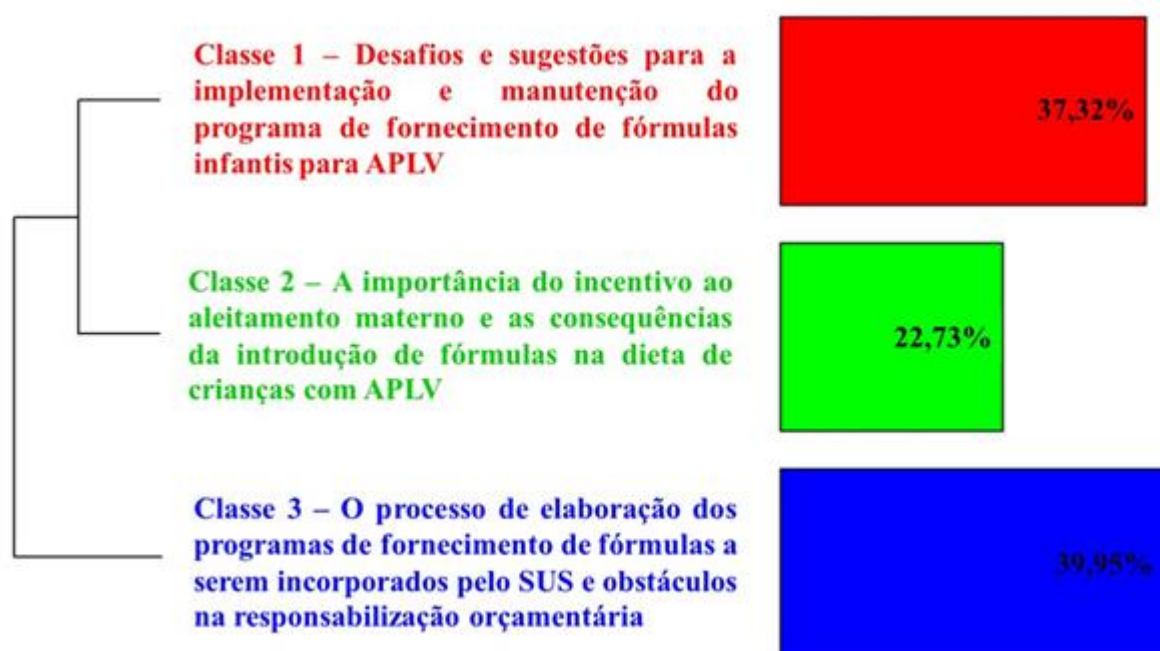 Classe 1 – Desafios e sugestões para a
implementação e manutenção do
programa de fornecimento de fórmulas
infantis para APLV
37,32%
Classe 2 – A importância do incentivo ao
aleitamento materno e as consequências
da introdução de fórmulas na dieta de
crianças com APLV
22,73%
Classe 3 – O processo de elaboração dos
programas de fornecimento de fórmulas a
serem incorporados pelo SUS e obstáculos
na responsabilização orçamentária
39,95%